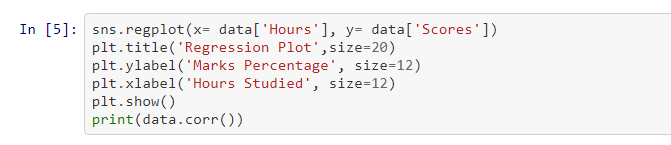 In [5]: sns.regplot(x= data['Hours'], y= data['Scores'])
plt.title('Regression Plot',size=20)
plt.ylabel('Marks Percentage', size=12)
plt.xlabel('Hours Studied', size=12)
plt.show()
print(data.corr())